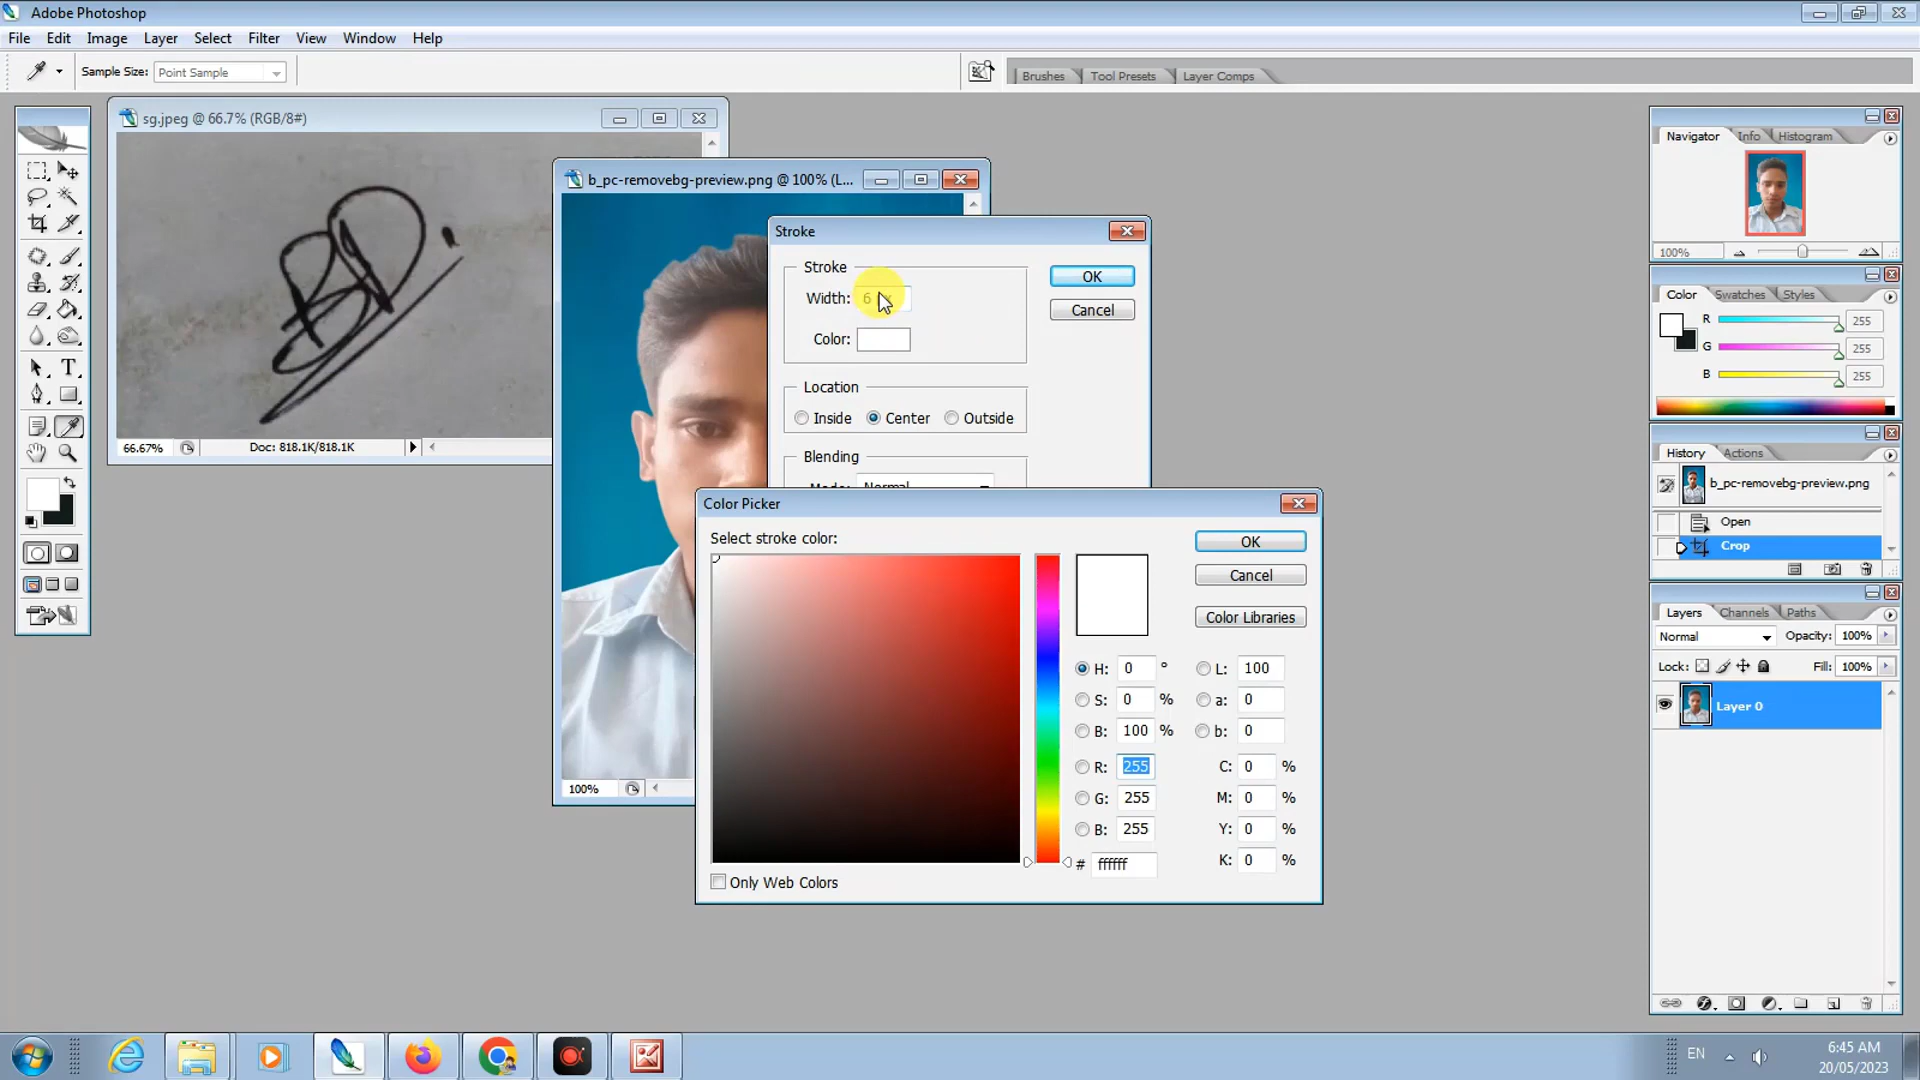 Adobe Photoshop
File Edit Image Layer Select Filter View Window Help
Sample Size: Point Sample
Brushes Tool Presets Layer Comps
sg.jpeg @ 66.7% (RGB/8#)
BD.
66.67% Doc: 818.1K/818.1K
b_pc-removebg-preview.png @ 100% (L...
100%
Stroke
Stroke
Width: 6
Color:
OK
Cancel
Location
Inside Center Outside
Blending
Mode: Normal
Color Picker
Select stroke color:
OK
Cancel
Color Libraries
H: 0 ° L: 100
S: 0 % a: 0
B: 100 % b: 0
R: 255 C: 0 %
G: 255 M: 0 %
B: 255 Y: 0 %
# ffffff K: 0 %
Only Web Colors
Navigator Info Histogram
100%
Color Swatches Styles
R 255
G 255
B 255
History Actions
b_pc-removebg-preview.png
Open
Crop
Layers Channels Paths
Normal Opacity: 100%
Lock: Fill: 100%
Layer 0
EN
6:45 AM
20/05/2023